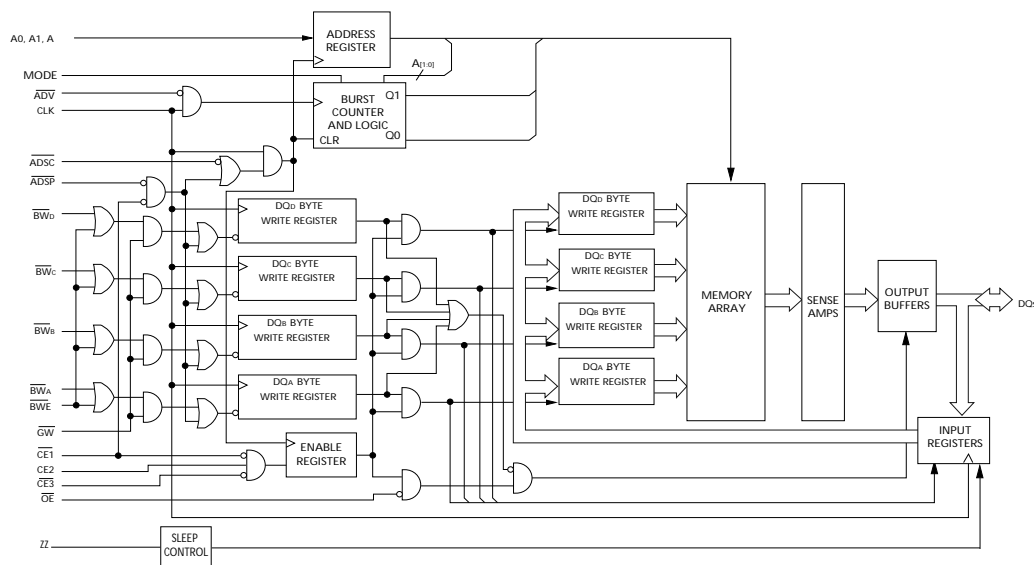 A0, A1, A
ADDRESS
REGISTER
MODE
A[1:0]
ADV
CLK
BURST
COUNTER
AND LOGIC
CLR
Q1
Q0
ADSC
ADSP
BWD
DQD BYTE
WRITE REGISTER
DQD BYTE
WRITE REGISTER
BWC
DQC BYTE
WRITE REGISTER
DQC BYTE
WRITE REGISTER
BWB
DQB BYTE
WRITE REGISTER
DQB BYTE
WRITE REGISTER
BWA
BWE
DQA BYTE
WRITE REGISTER
DQA BYTE
WRITE REGISTER
MEMORY
ARRAY
SENSE
AMPS
OUTPUT
BUFFERS
DQs
INPUT
REGISTERS
GW
CE1
CE2
CE3
ENABLE
REGISTER
OE
ZZ
SLEEP
CONTROL